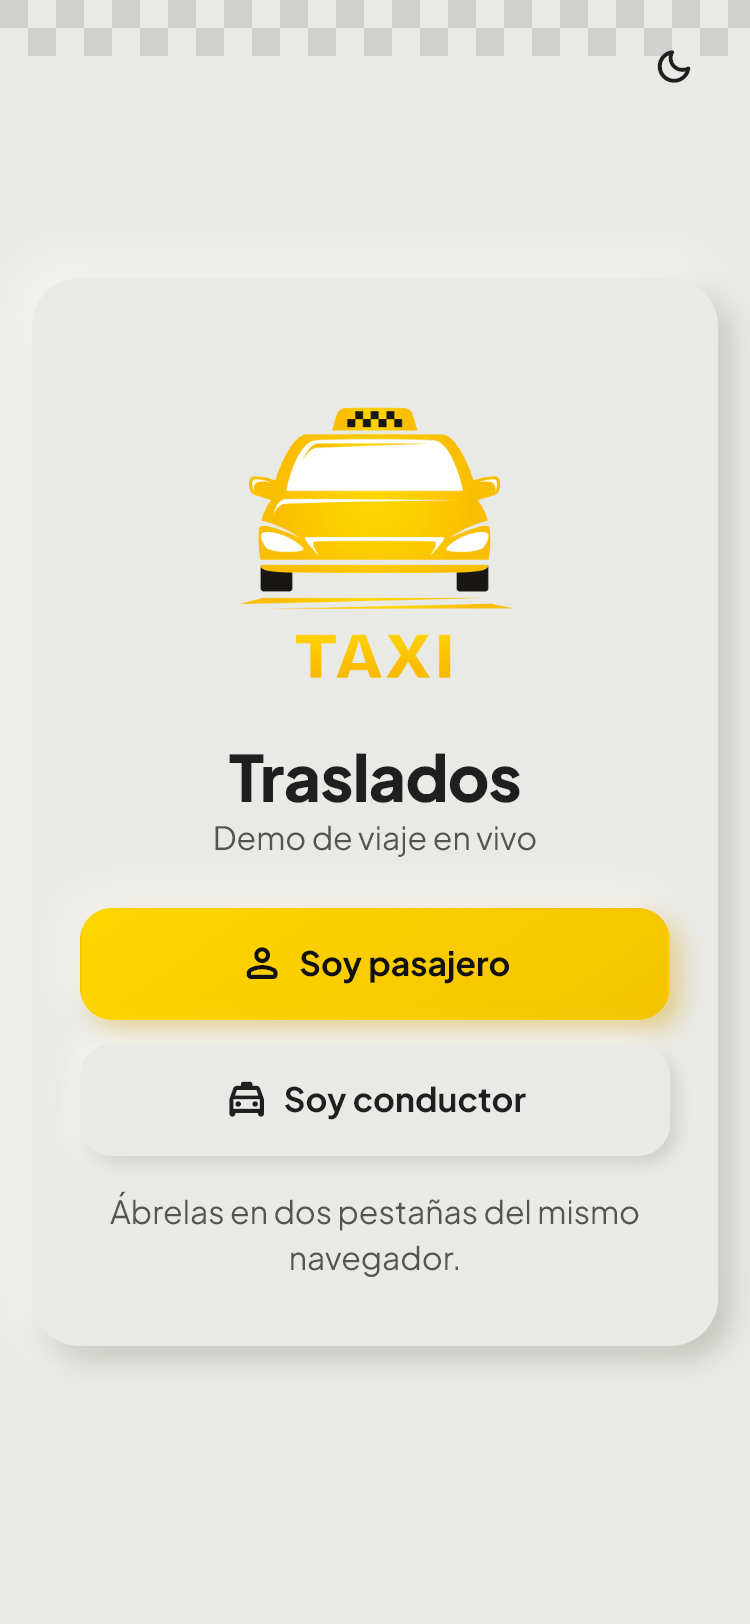 TAXI
Traslados
Demo de viaje en vivo
Soy pasajero
Soy conductor
Ábrelas en dos pestañas del mismo
navegador.